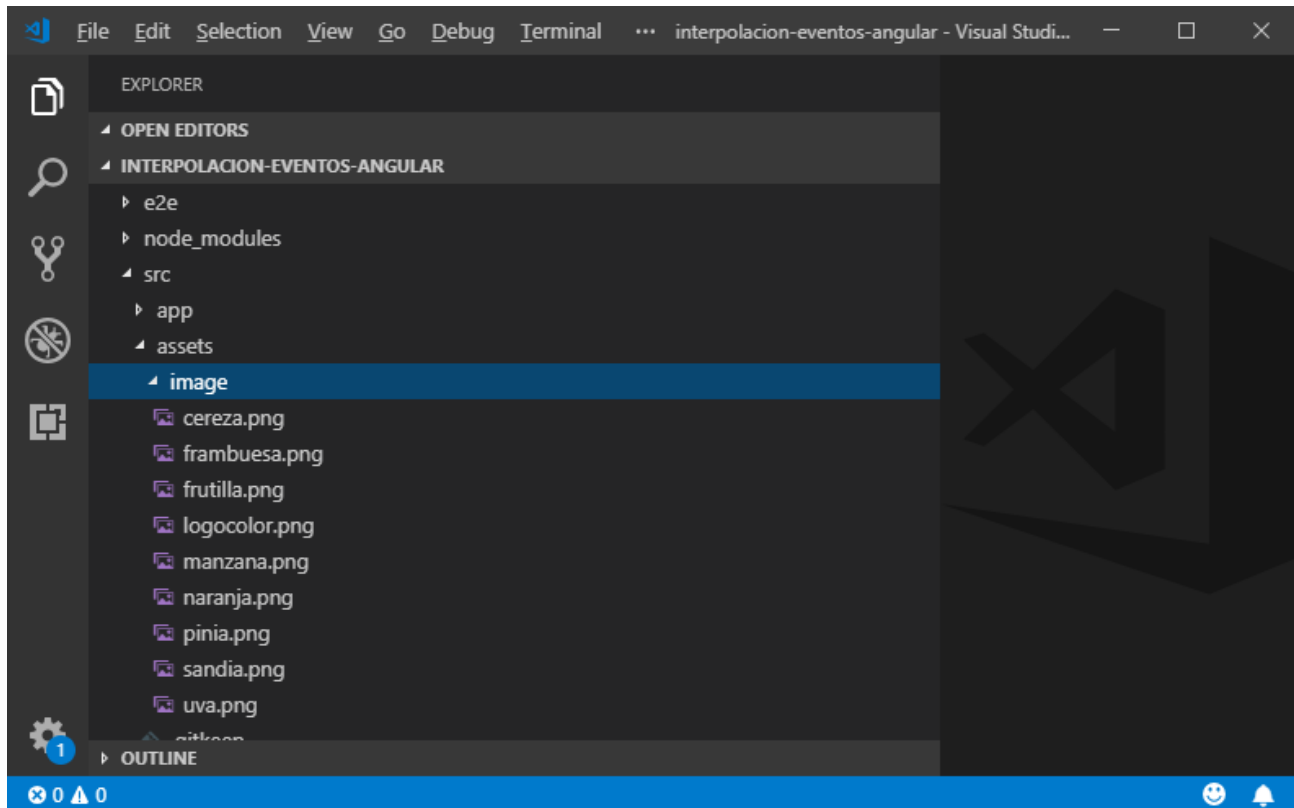 File Edit Selection View Go Debug Terminal ··· interpolacion-eventos-angular - Visual Studi...
EXPLORER
OPEN EDITORS
INTERPOLACION-EVENTOS-ANGULAR
e2e
node_modules
src
app
assets
image
cereza.png
frambuesa.png
frutilla.png
logocolor.png
manzana.png
naranja.png
pinia.png
sandia.png
uva.png
.gitkeep
1
OUTLINE
0 0